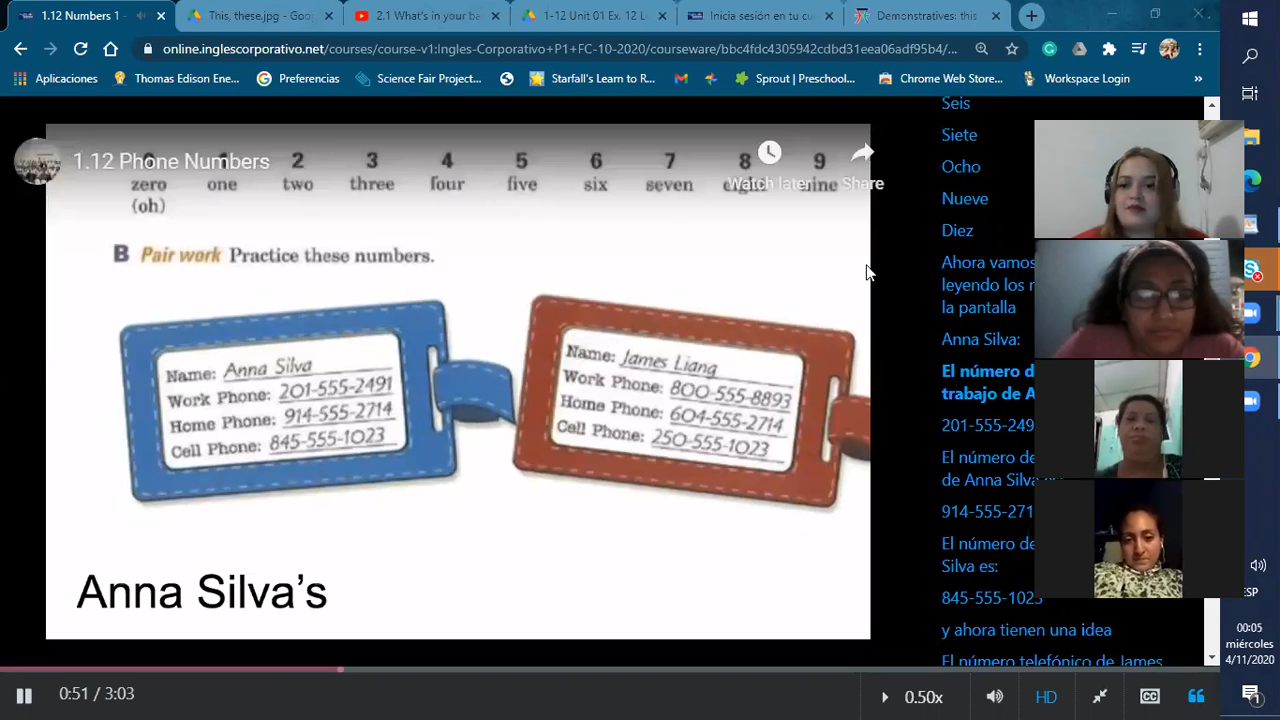 1.12 Numbers 1 -
This, these.jpg - Goo
2.1 What's in your ba
1-12 Unit 01 Ex. 12 L
Inicia sesión en tu cu
Demonstratives: this
online.inglescorporativo.net/courses/course-v1:Ingles-Corporativo+P1+FC-10-2020/courseware/bbc4fdc4305942cdbd31eea06adf95b4/...
Aplicaciones
Thomas Edison Ene...
Preferencias
Science Fair Project...
Starfall's Learn to R...
Sprout | Preschool...
Chrome Web Store...
Workspace Login
»
1.12 Phone Numbers
Watch later
Share
2 3 4 5 6 7 8 9
zero one two three four five six seven
(oh)
B Pair work Practice these numbers.
Name: Anna Silva
Work Phone: 201-555-2491
Home Phone: 914-555-2714
Cell Phone: 845-555-1023
Name: James Liang
Work Phone: 800-555-8893
Home Phone: 604-555-2714
Cell Phone: 250-555-1023
Anna Silva's
Seis
Siete
Ocho
Nueve
Diez
Ahora vamos
leyendo los
la pantalla
Anna Silva:
El número d
trabajo de A
201-555-249
El número de
de Anna Silva
914-555-271
El número de
Silva es:
845-555-1023
y ahora tienen una idea
El número telefónico de James
0:51 / 3:03
0.50x
HD
CC
ESP
00:05
miércoles
4/11/2020
1